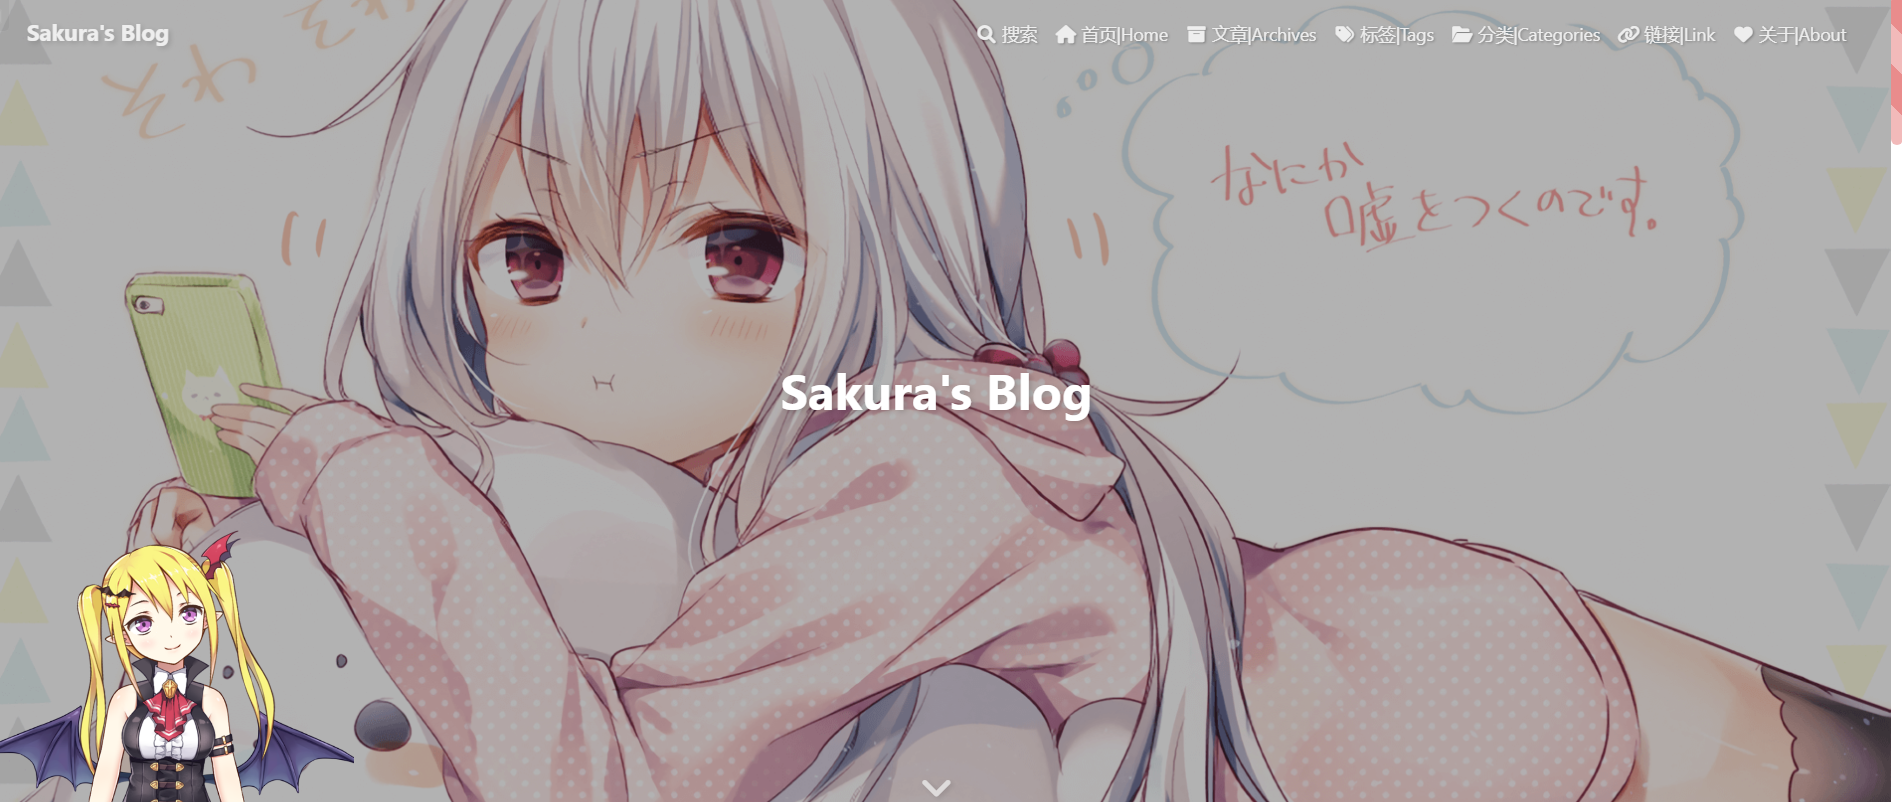 Sakura's Blog
搜索
首页|Home
文章|Archives
标签|Tags
分类|Categories
链接|Link
关于|About
そわ
そわ
なにか
嘘をつくのです。
Sakura's Blog